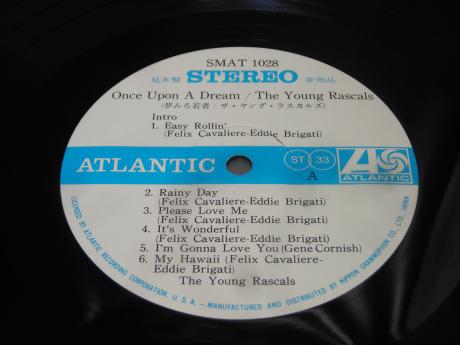 SMAT 1028
見本盤 STEREO 非売品
Once Upon A Dream / The Young Rascals
(夢みる若者 / ザ・ヤング・ラスカルズ)
Intro
1. Easy Rollin'
(Felix Cavaliere-Eddie Brigati)
ATLANTIC
ST 33
A
ATLANTIC
2. Rainy Day
(Felix Cavaliere-Eddie Brigati)
3. Please Love Me
(Felix Cavaliere-Eddie Brigati)
4. It's Wonderful
(Felix Cavaliere-Eddie Brigati)
5. I'm Gonna Love You (Gene Cornish)
6. My Hawaii (Felix Cavaliere-
Eddie Brigati)
The Young Rascals
LICENSED BY ATLANTIC RECORDING CORPORATION, U.S.A. - MANUFACTURED AND DISTRIBUTED BY NIPPON GRAMMOPHON CO., LTD., JAPAN